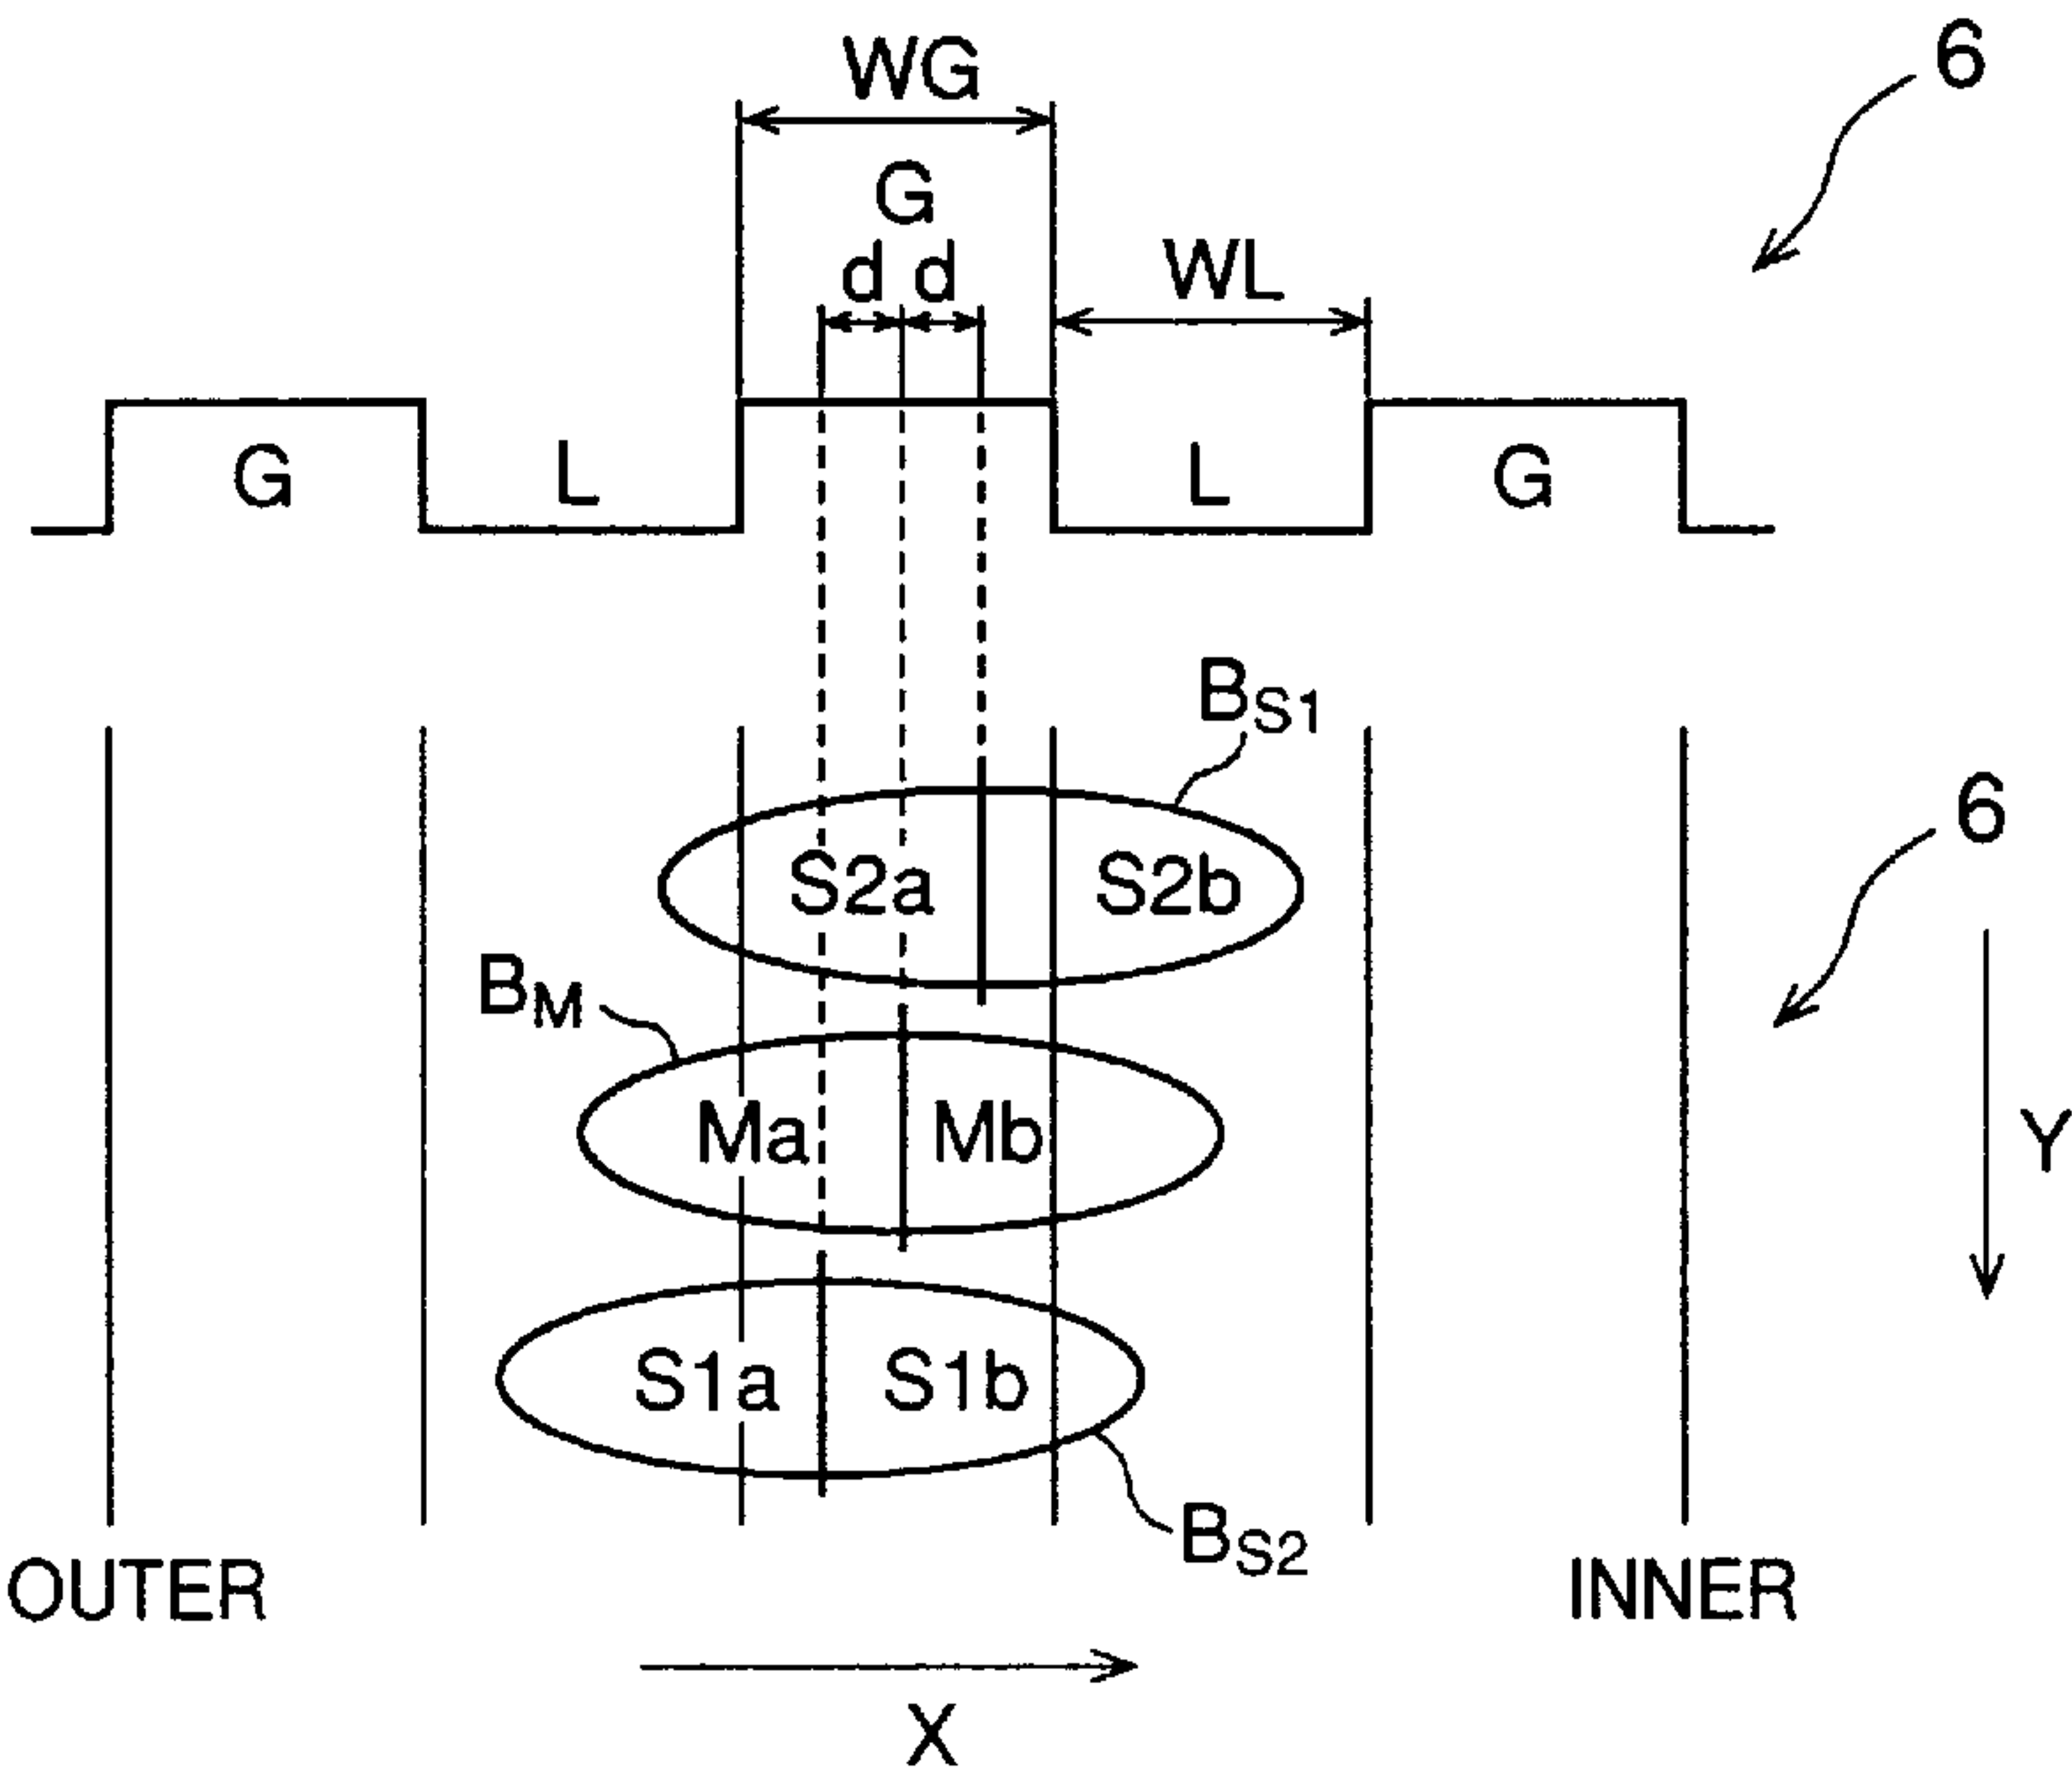 WG
6
G
d d
WL
G L L G
BS1
6
S2a S2b
BM
Ma Mb
Y
S1a S1b
BS2
OUTER INNER
X